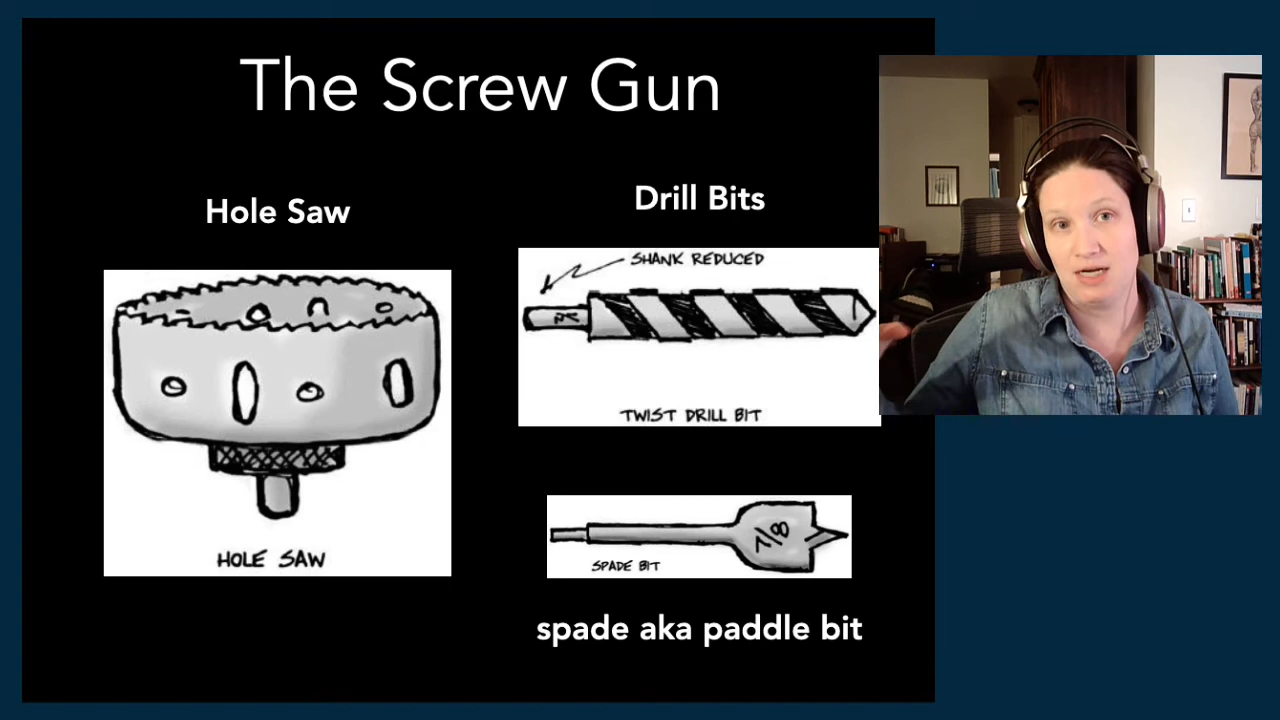 The Screw Gun
Hole Saw
HOLE SAW
Drill Bits
SHANK REDUCED
TWIST DRILL BIT
7/8
SPADE BIT
spade aka paddle bit